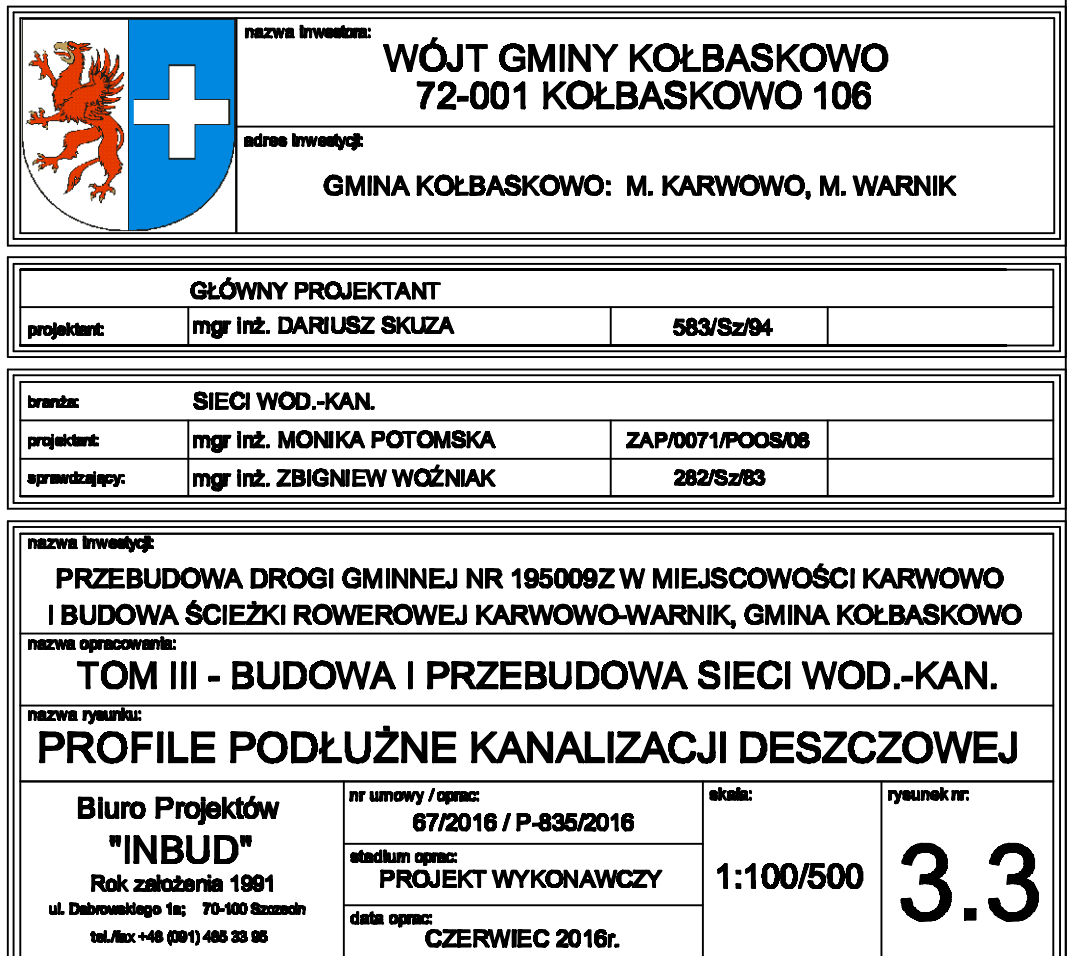 nazwa inwestora:
WÓJT GMINY KOŁBASKOWO
72-001 KOŁBASKOWO 106
adres inwestycji:
GMINA KOŁBASKOWO: M. KARWOWO, M. WARNIK
GŁÓWNY PROJEKTANT
projektant: mgr inż. DARIUSZ SKUZA 583/Sz/94
branża: SIECI WOD.-KAN.
projektant: mgr inż. MONIKA POTOMSKA ZAP/0071/POOS/08
sprawdzający: mgr inż. ZBIGNIEW WOŹNIAK 282/Sz/83
nazwa inwestycji:
PRZEBUDOWA DROGI GMINNEJ NR 195009Z W MIEJSCOWOŚCI KARWOWO
I BUDOWA ŚCIEŻKI ROWEROWEJ KARWOWO-WARNIK, GMINA KOŁBASKOWO
nazwa opracowania:
TOM III - BUDOWA I PRZEBUDOWA SIECI WOD.-KAN.
nazwa rysunku:
PROFILE PODŁUŻNE KANALIZACJI DESZCZOWEJ
Biuro Projektów
"INBUD"
Rok założenia 1991
ul. Dąbrowskiego 1a; 70-100 Szczecin
tel./fax +48 (091) 485 33 95
nr umowy / oprac:
67/2016 / P-835/2016
stadium oprac:
PROJEKT WYKONAWCZY
data oprac:
CZERWIEC 2016r.
skala:
1:100/500
rysunek nr:
3.3